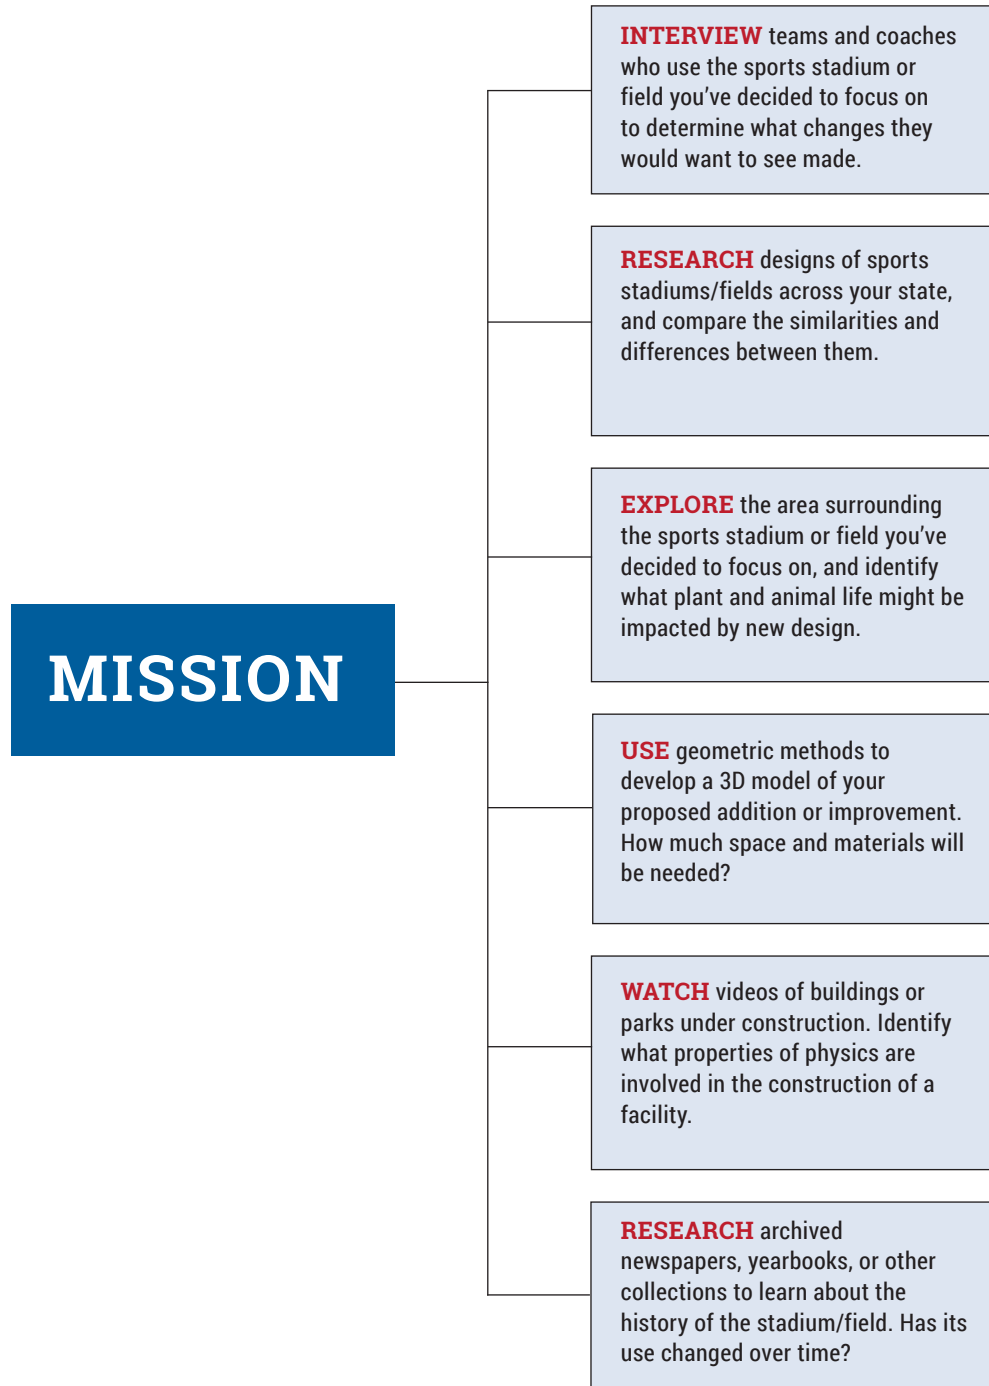 INTERVIEW teams and coaches
who use the sports stadium or
field you’ve decided to focus on
to determine what changes they
would want to see made.
RESEARCH designs of sports
stadiums/fields across your state,
and compare the similarities and
differences between them.
EXPLORE the area surrounding
the sports stadium or field you’ve
decided to focus on, and identify
what plant and animal life might be
impacted by new design.
MISSION
USE geometric methods to
develop a 3D model of your
proposed addition or improvement.
How much space and materials will
be needed?
WATCH videos of buildings or
parks under construction. Identify
what properties of physics are
involved in the construction of a
facility.
RESEARCH archived
newspapers, yearbooks, or other
collections to learn about the
history of the stadium/field. Has its
use changed over time?